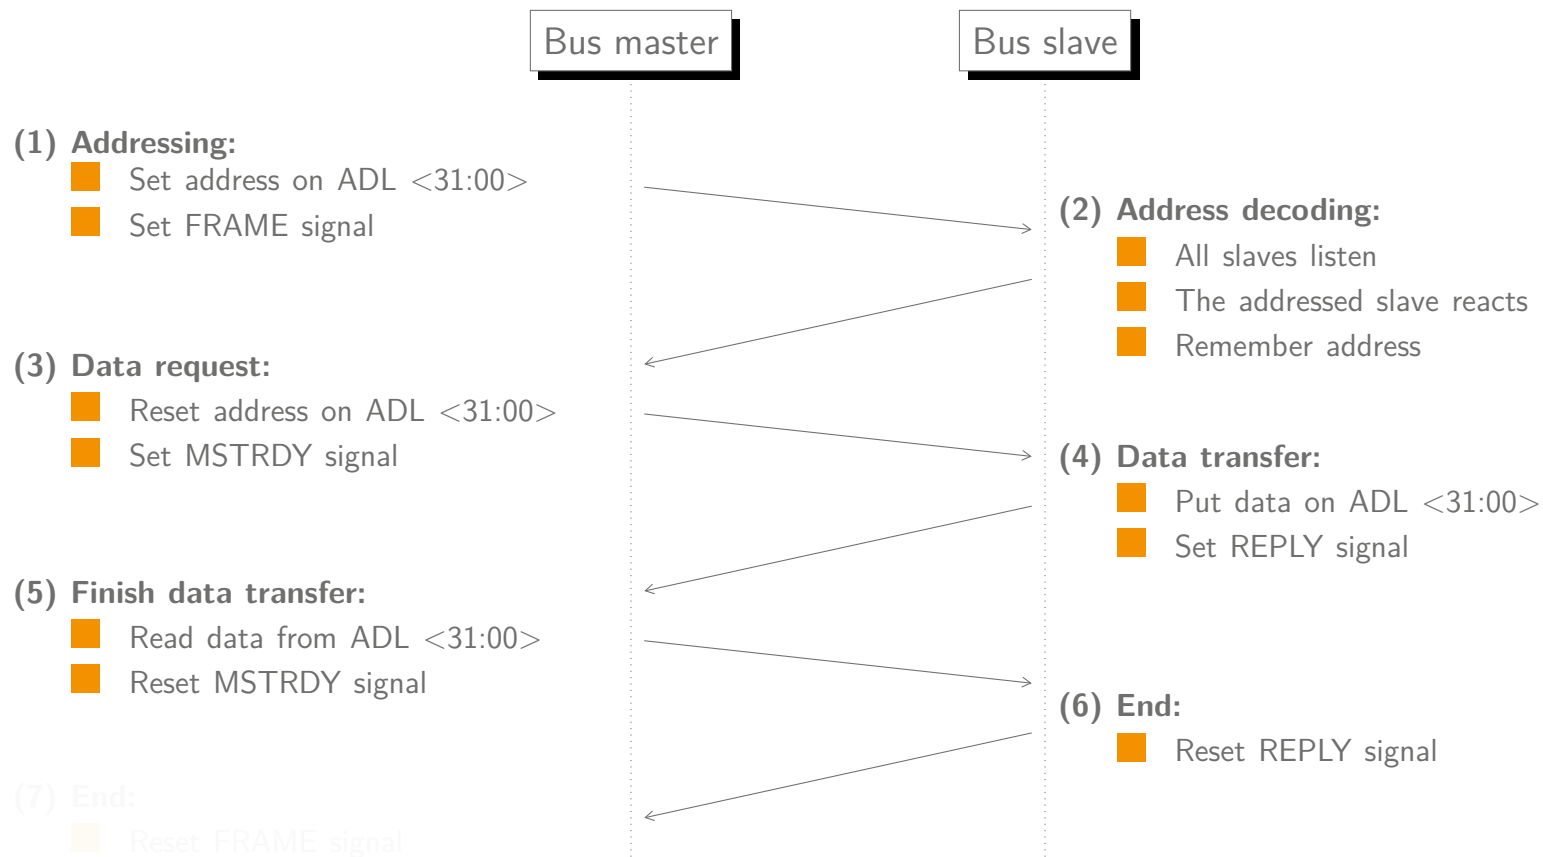 Bus master
Bus slave
(1) Addressing:
Set address on ADL <31:00>
Set FRAME signal
(2) Address decoding:
All slaves listen
The addressed slave reacts
Remember address
(3) Data request:
Reset address on ADL <31:00>
Set MSTRDY signal
(4) Data transfer:
Put data on ADL <31:00>
Set REPLY signal
(5) Finish data transfer:
Read data from ADL <31:00>
Reset MSTRDY signal
(6) End:
Reset REPLY signal
(7) End:
Reset FRAME signal